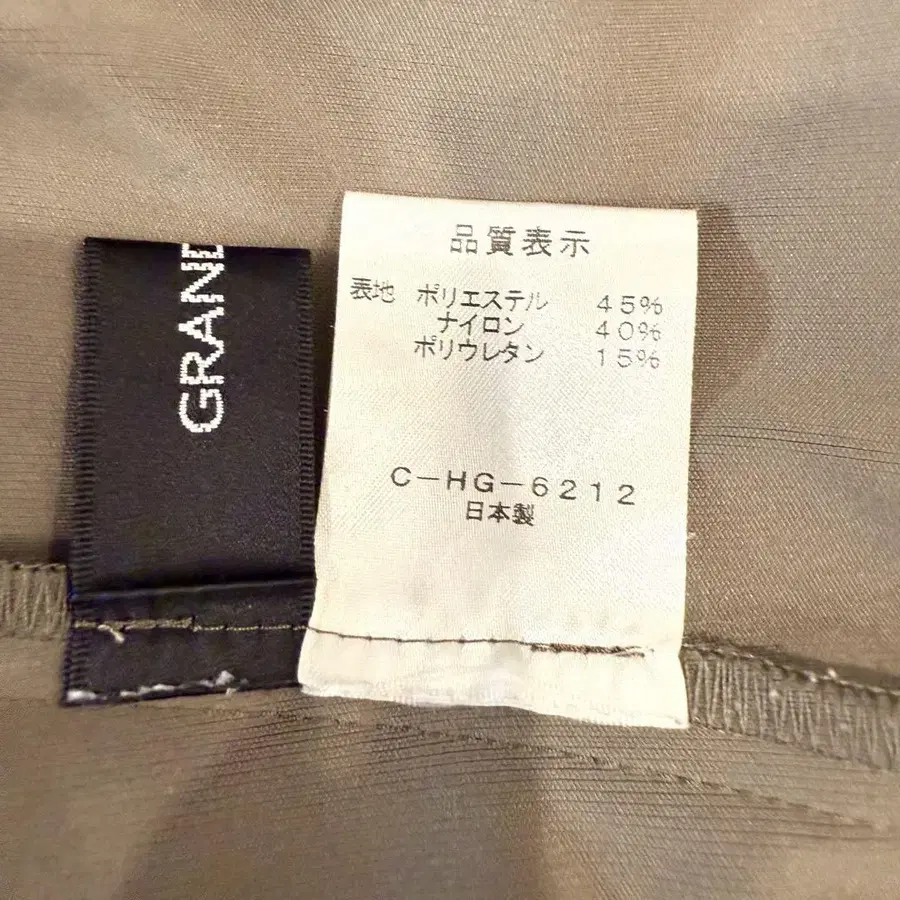 GRAND
品質表示
表地 ポリエステル 45%
ナイロン 40%
ポリウレタン 15%
C-HG-6212
日本製